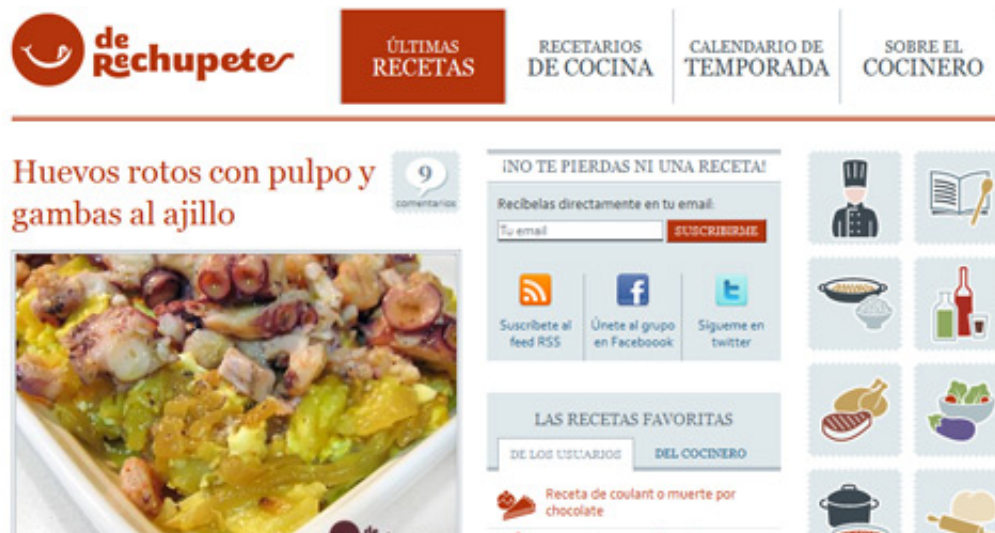 de
Rechupete
ÚLTIMAS
RECETAS
RECETARIOS
DE COCINA
CALENDARIO DE
TEMPORADA
SOBRE EL
COCINERO
Huevos rotos con pulpo y
gambas al ajillo
9
comentarios
¡NO TE PIERDAS NI UNA RECETA!
Recíbelas directamente en tu email:
Tu email
SUSCRIBIRME
Suscríbete al
feed RSS
Únete al grupo
en Faceboook
Sígueme en
twitter
LAS RECETAS FAVORITAS
DE LOS USUARIOS
DEL COCINERO
Receta de coulant o muerte por
chocolate
de